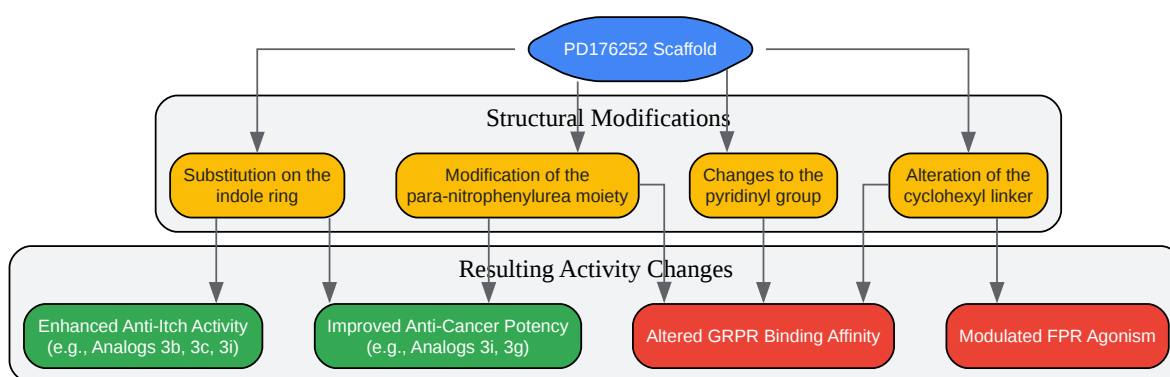 PD176252 Scaffold
Structural Modifications
Substitution on the
indole ring
Modification of the
para-nitrophenylurea moiety
Changes to the
pyridinyl group
Alteration of the
cyclohexyl linker
Resulting Activity Changes
Enhanced Anti-Itch Activity
(e.g., Analogs 3b, 3c, 3i)
Improved Anti-Cancer Potency
(e.g., Analogs 3i, 3g)
Altered GRPR Binding Affinity
Modulated FPR Agonism